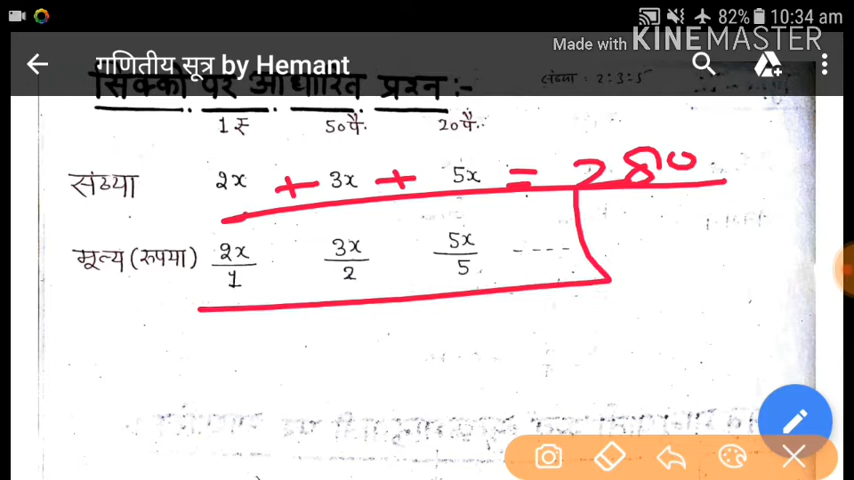 82% 10:34 am
Made with KINEMASTER
गणितीय सूत्र by Hemant
सिक्को पर आधारित प्रश्न :-
संख्या : 2:3:5
1रु 50पै. 20पै.
संख्या 2x + 3x + 5x = 280
मूल्य (रुपया) 2x/1 3x/2 5x/5 ----